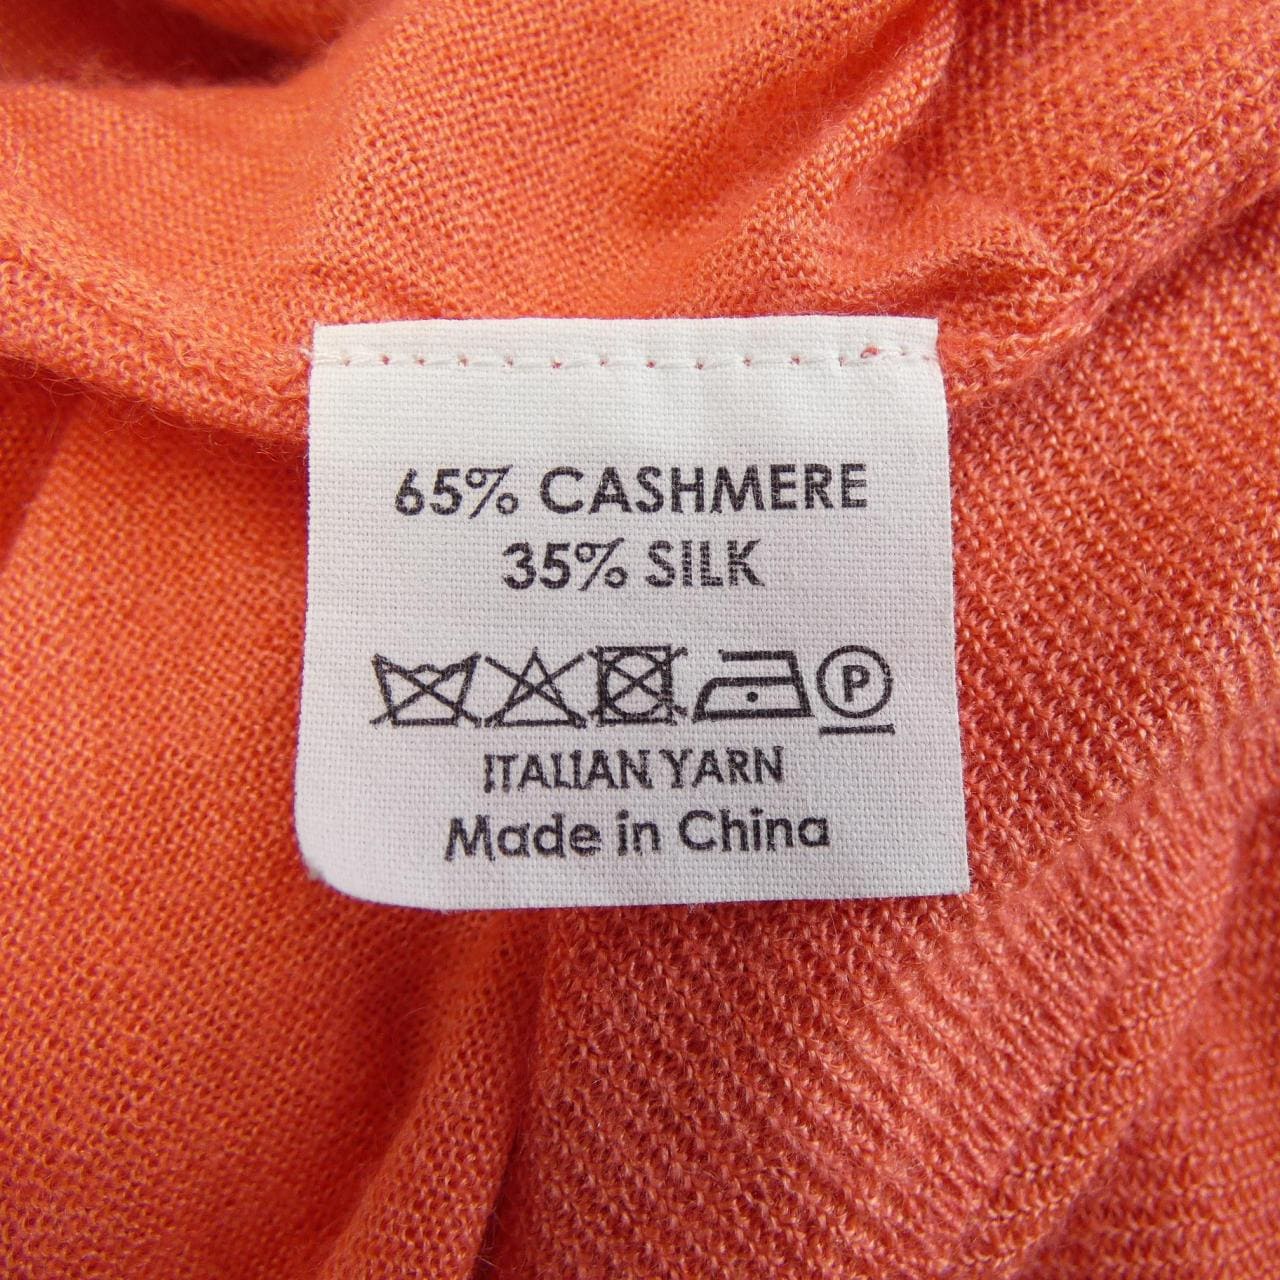 65% CASHMERE
35% SILK
P
ITALIAN YARN
Made in China